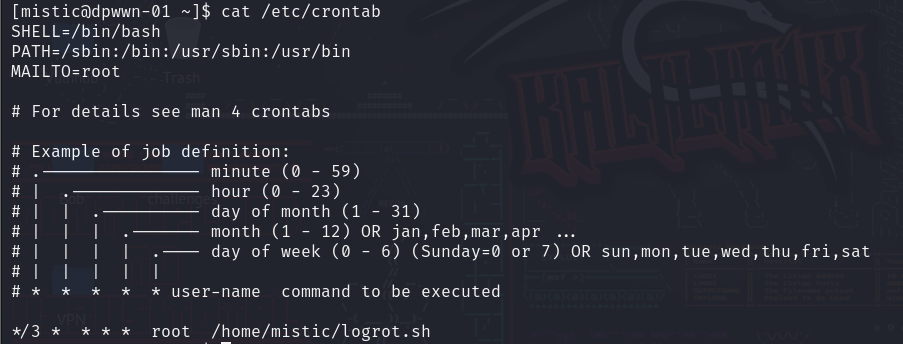 [mistic@dpwwn-01 ~]$ cat /etc/crontab
SHELL=/bin/bash
PATH=/sbin:/bin:/usr/sbin:/usr/bin
MAILTO=root
# For details see man 4 crontabs
# Example of job definition:
# .———————————————— minute (0 - 59)
# |  .————————————— hour (0 - 23)
# |  |  .—————————— day of month (1 - 31)
# |  |  |  .——————— month (1 - 12) OR jan,feb,mar,apr ...
# |  |  |  |  .———— day of week (0 - 6) (Sunday=0 or 7) OR sun,mon,tue,wed,thu,fri,sat
# |  |  |  |  |
# *  *  *  *  * user-name  command to be executed
*/3 *  * * *  root  /home/mistic/logrot.sh
Trash
KALI LINUX
VPN